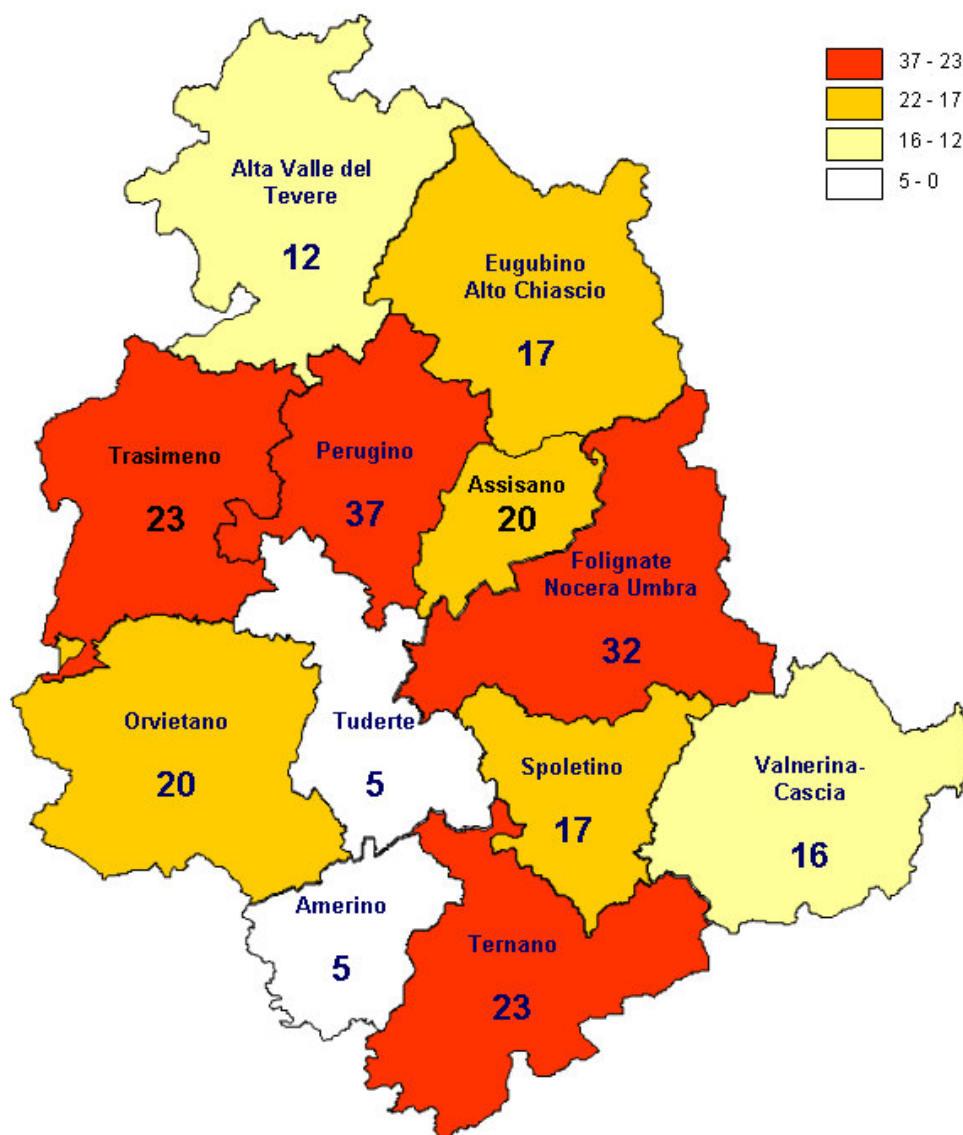 37 - 23
22 - 17
16 - 12
5 - 0
Alta Valle del
Tevere
12
Eugubino
Alto Chiascio
17
Trasimeno
23
Perugino
37
Assisano
20
Folignate
Nocera Umbra
32
Orvietano
20
Tuderte
5
Spoletino
17
Valnerina-
Cascia
16
Amerino
5
Ternano
23